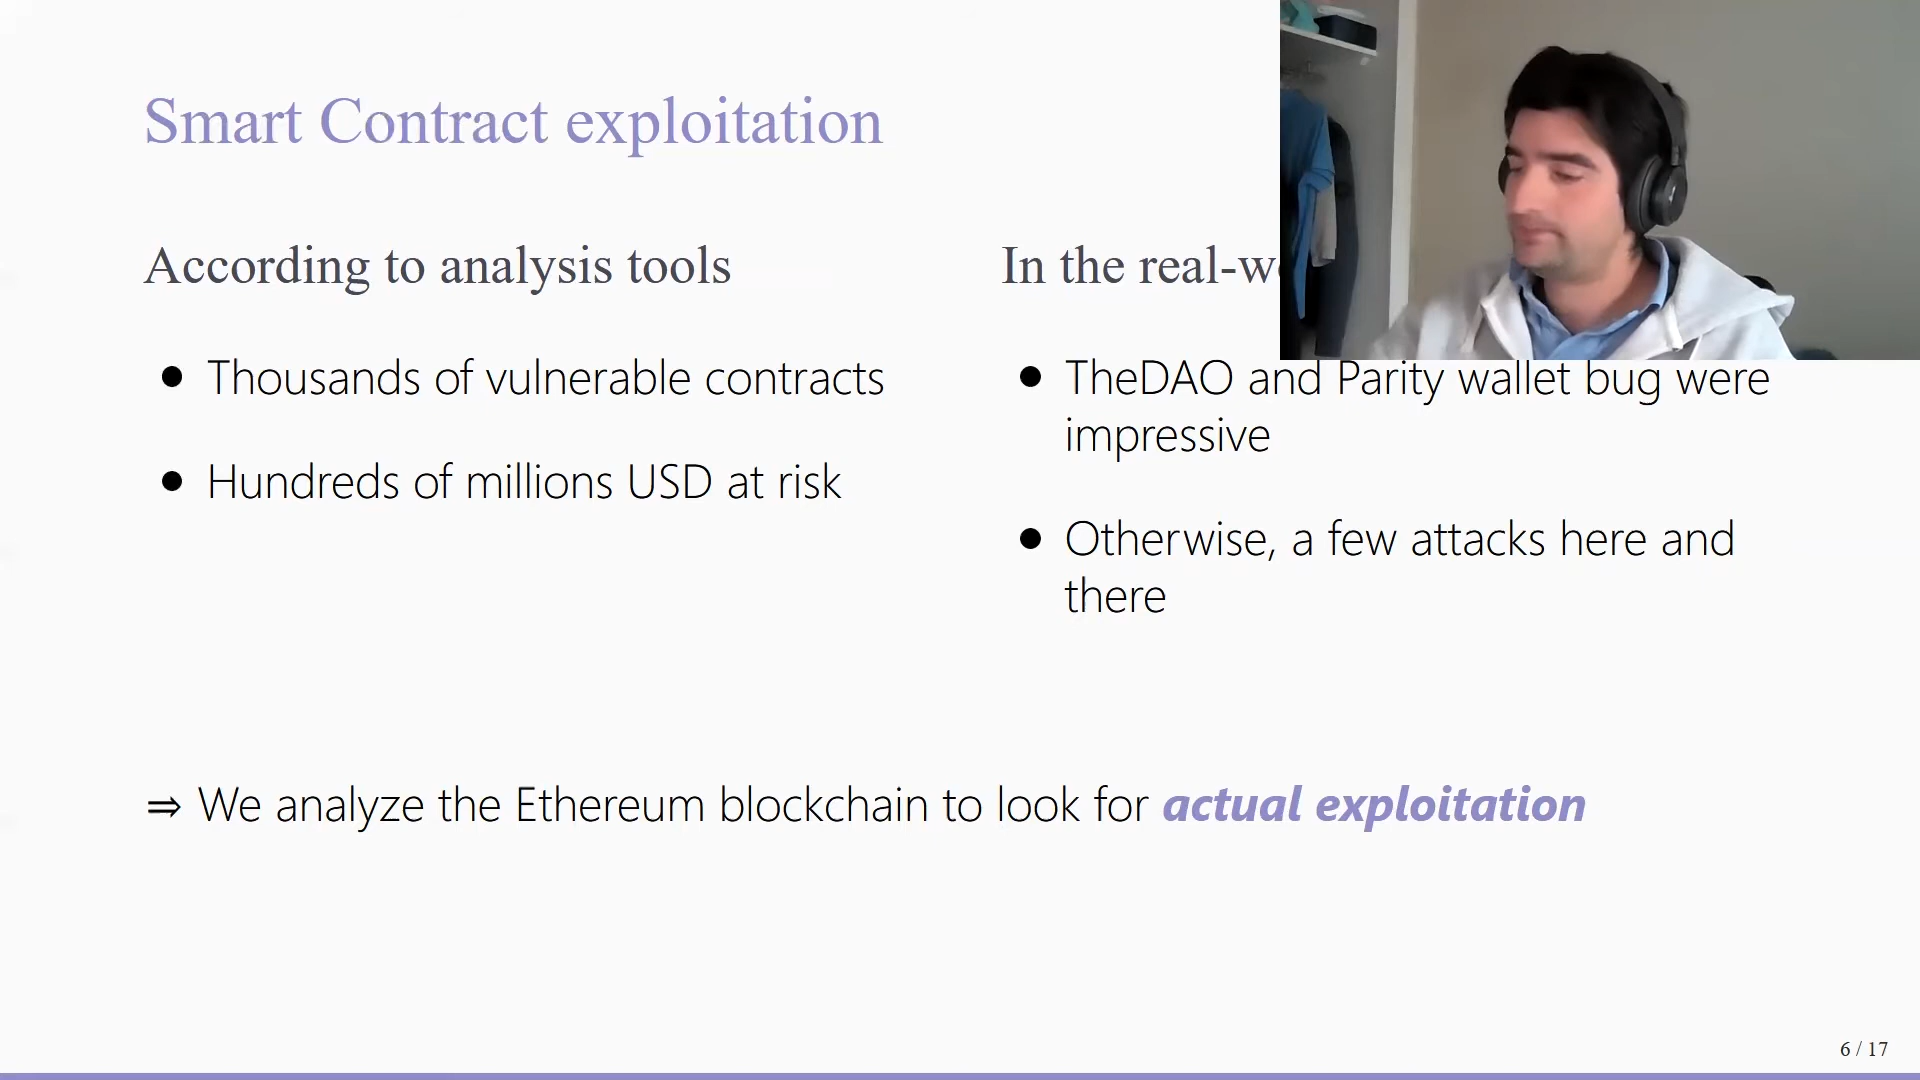 Smart Contract exploitation
According to analysis tools
● Thousands of vulnerable contracts
● Hundreds of millions USD at risk
In the
● TheDAO and Parity wallet bug were
impressive
● Otherwise, a few attacks here and
there
⇒ We analyze the Ethereum blockchain to look for actual exploitation
6 / 17